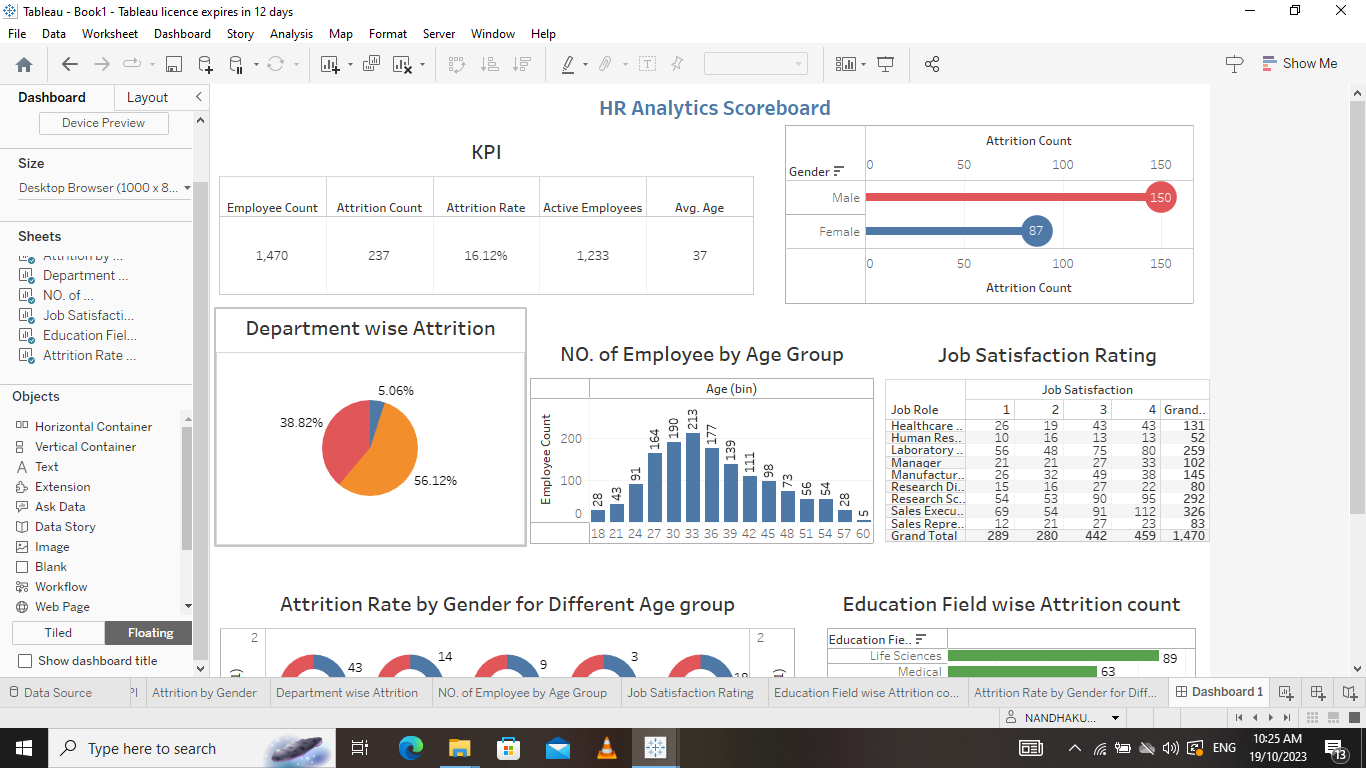 Tableau - Book1 - Tableau licence expires in 12 days
File Data Worksheet Dashboard Story Analysis Map Format Server Window Help
Show Me
Dashboard Layout
Device Preview
Size
Desktop Browser (1000 x 8...
Sheets
Attrition by ...
Department ...
NO. of ...
Job Satisfacti...
Education Fiel...
Attrition Rate ...
Objects
Horizontal Container
Vertical Container
Text
Extension
Ask Data
Data Story
Image
Blank
Workflow
Web Page
Tiled Floating
Show dashboard title
HR Analytics Scoreboard
KPI
Employee Count Attrition Count Attrition Rate Active Employees Avg. Age
1,470 237 16.12% 1,233 37
Attrition Count
Gender 0 50 100 150
Male 150
Female 87
0 50 100 150
Attrition Count
Department wise Attrition
5.06%
38.82%
56.12%
NO. of Employee by Age Group
Age (bin)
Employee Count
200
100
0
28 43 91 164 190 213 177 139 111 98 73 56 54 28 5
18 21 24 27 30 33 36 39 42 45 48 51 54 57 60
Job Satisfaction Rating
Job Satisfaction
Job Role 1 2 3 4 Grand..
Healthcare .. 26 19 43 43 131
Human Res.. 10 16 13 13 52
Laboratory .. 56 48 75 80 259
Manager 21 21 27 33 102
Manufactur.. 26 32 49 38 145
Research Di.. 15 16 27 22 80
Research Sc.. 54 53 90 95 292
Sales Execu.. 69 54 91 112 326
Sales Repre.. 12 21 27 23 83
Grand Total 289 280 442 459 1,470
Attrition Rate by Gender for Different Age group
2 2
43 14 9 3
Education Field wise Attrition count
Education Fie..
Life Sciences 89
Medical 63
Data Source PI Attrition by Gender Department wise Attrition NO. of Employee by Age Group Job Satisfaction Rating Education Field wise Attrition co... Attrition Rate by Gender for Diff... Dashboard 1
NANDHAKU...
Type here to search
ENG
10:25 AM
19/10/2023
13